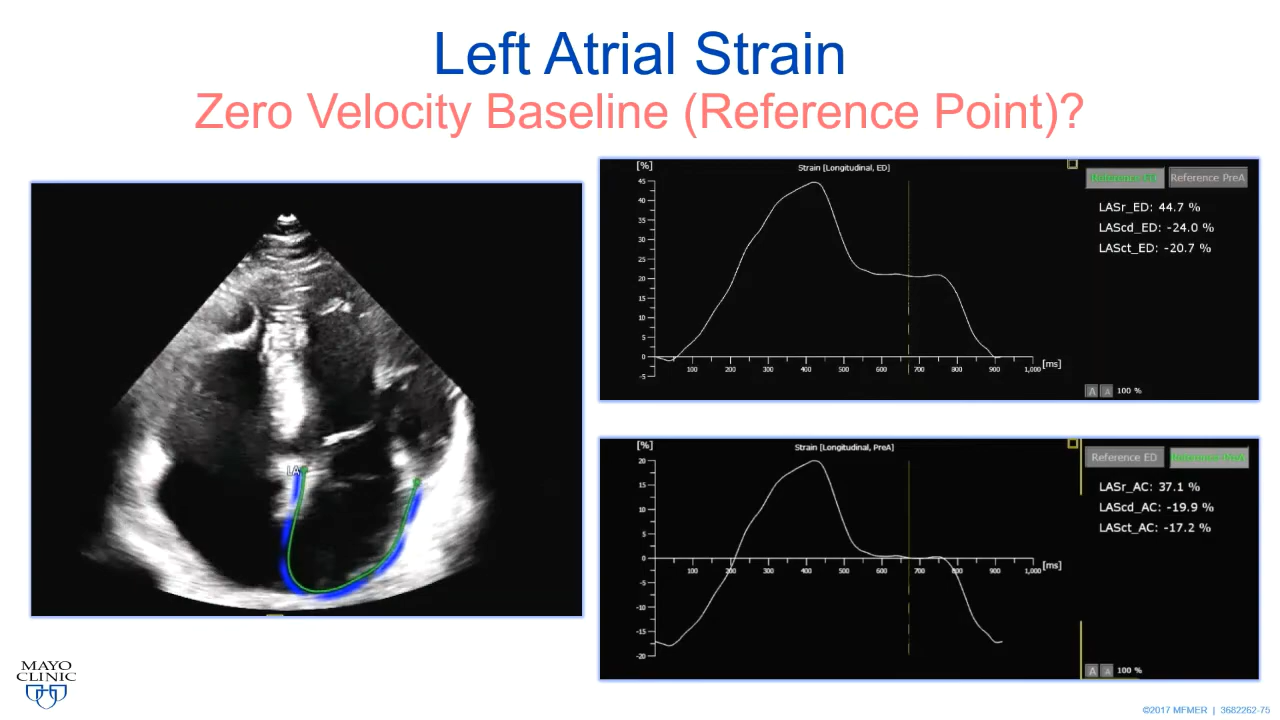 Left Atrial Strain
Zero Velocity Baseline (Reference Point)?
LA
[%]
Strain [Longitudinal, ED]
45
40
35
30
25
20
15
10
5
0
-5
100 200 300 400 500 600 700 800 900 1,000 [ms]
Reference ED Reference PreA
LASr_ED: 44.7 %
LAScd_ED: -24.0 %
LASct_ED: -20.7 %
A A 100 %
[%]
Strain [Longitudinal, PreA]
20
15
10
5
0
-5
-10
-15
-20
100 200 300 400 500 600 700 800 900 1,000 [ms]
Reference ED Reference PreA
LASr_AC: 37.1 %
LAScd_AC: -19.9 %
LASct_AC: -17.2 %
A A 100 %
MAYO
CLINIC
©2017 MFMER | 3682262-75